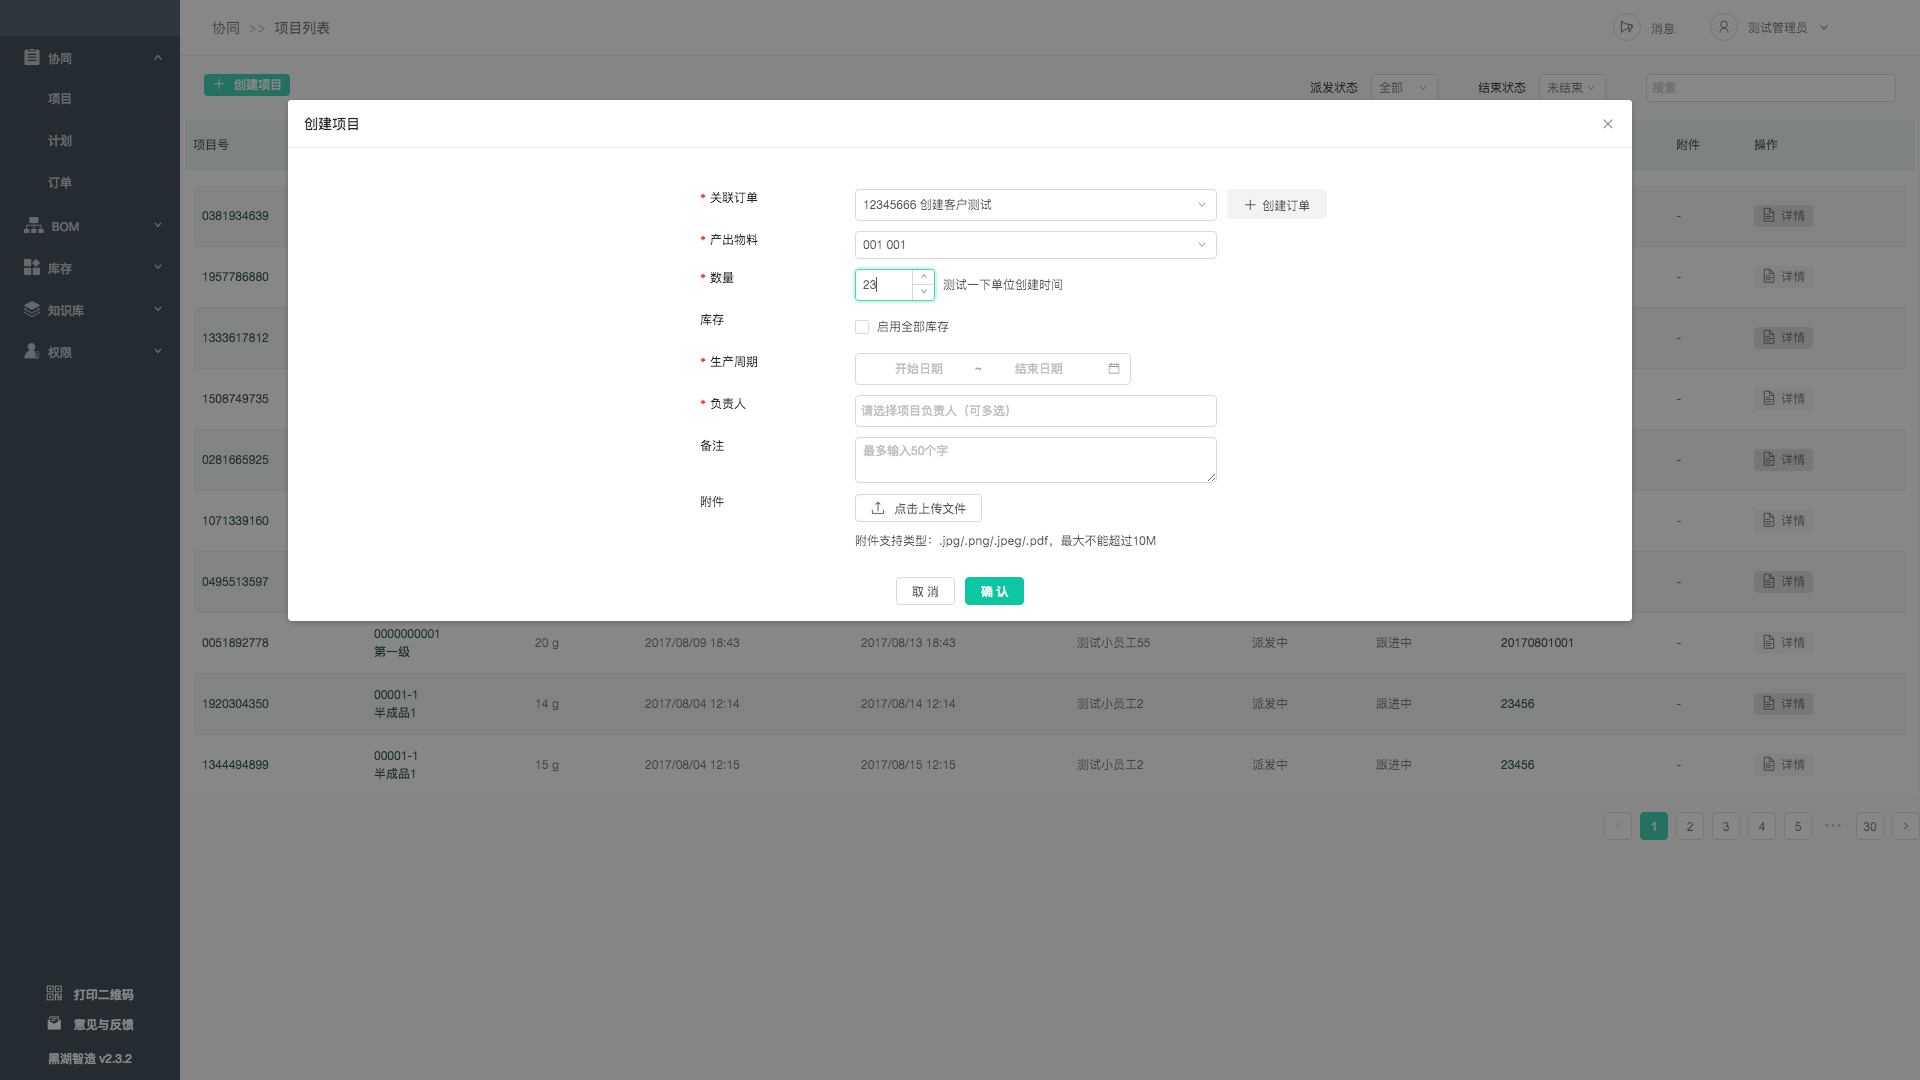 协同 >> 项目列表
消息
测试管理员
协同
项目
计划
订单
BOM
库存
知识库
权限
打印二维码
意见与反馈
黑湖智造 v2.3.2
创建项目
派发状态 全部
结束状态 未结束
搜索
项目号
附件
操作
创建项目
* 关联订单 12345666 创建客户测试 创建订单
* 产出物料 001 001
* 数量 23 测试一下单位创建时间
库存 启用全部库存
* 生产周期 开始日期 ~ 结束日期
* 负责人 请选择项目负责人（可多选）
备注 最多输入50个字
附件 点击上传文件
附件支持类型：.jpg/.png/.jpeg/.pdf，最大不能超过10M
取 消 确 认
0381934639 - 详情
1957786880 - 详情
1333617812 - 详情
1508749735 - 详情
0281665925 - 详情
1071339160 - 详情
0495513597 - 详情
0051892778 0000000001 20 g 2017/08/09 18:43 2017/08/13 18:43 测试小员工55 派发中 跟进中 20170801001 - 详情
第一级
1920304350 00001-1 14 g 2017/08/04 12:14 2017/08/14 12:14 测试小员工2 派发中 跟进中 23456 - 详情
半成品1
1344494899 00001-1 15 g 2017/08/04 12:15 2017/08/15 12:15 测试小员工2 派发中 跟进中 23456 - 详情
半成品1
< 1 2 3 4 5 ••• 30 >